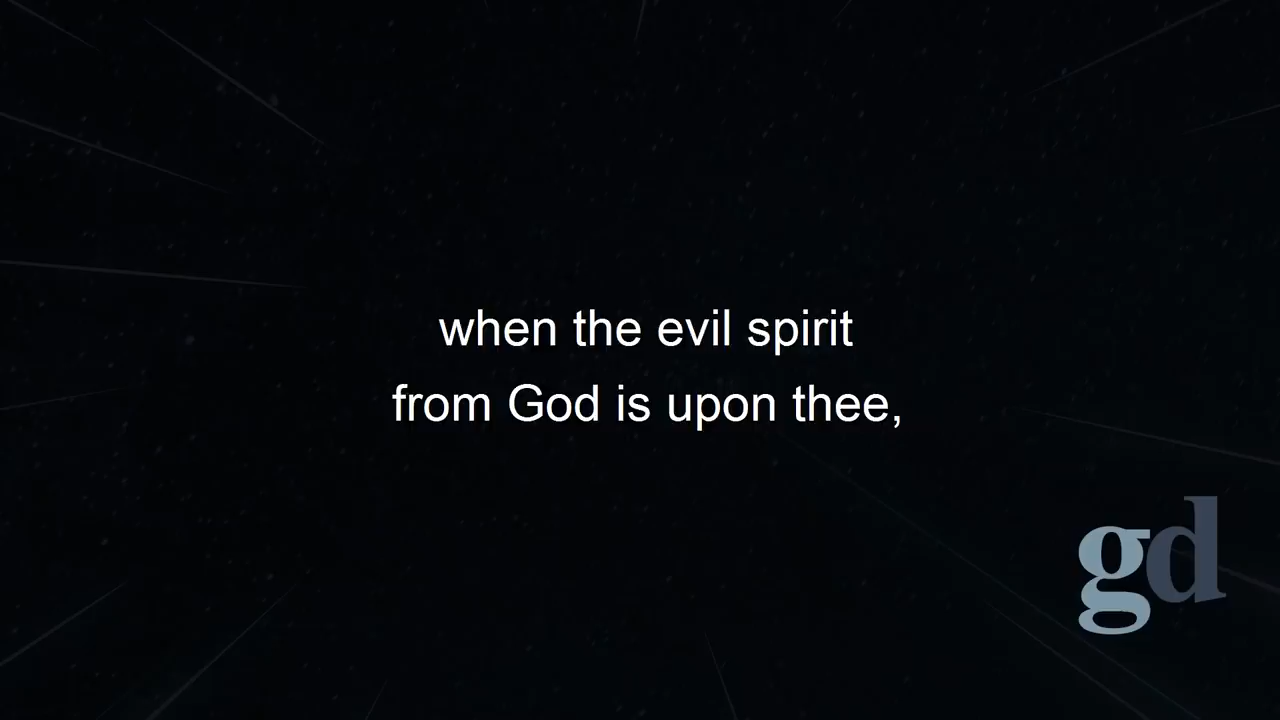 when the evil spirit
from God is upon thee,
gd